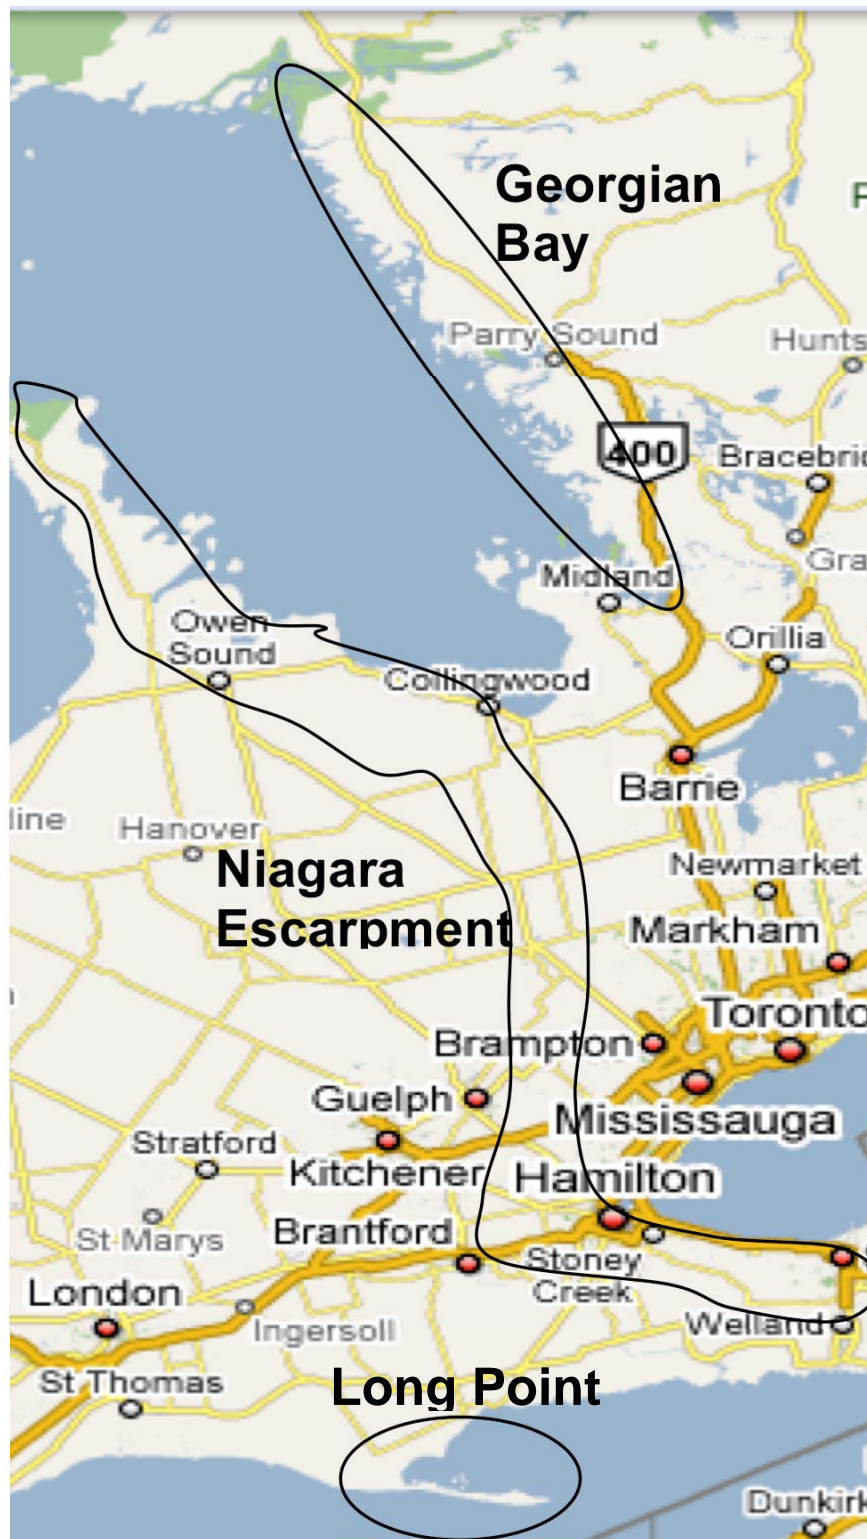 Georgian
Bay
Parry Sound
Hunts
400
Bracebrid
Gra
Midland
Orillia
Owen
Sound
Collingwood
Barrie
line
Hanover
Niagara
Escarpment
Newmarket
Markham
Toronto
Brampton
Guelph
Mississauga
Stratford
Kitchener
Hamilton
St Marys
Brantford
Stoney
Creek
London
Ingersoll
Welland
St Thomas
Long Point
Dunkirk